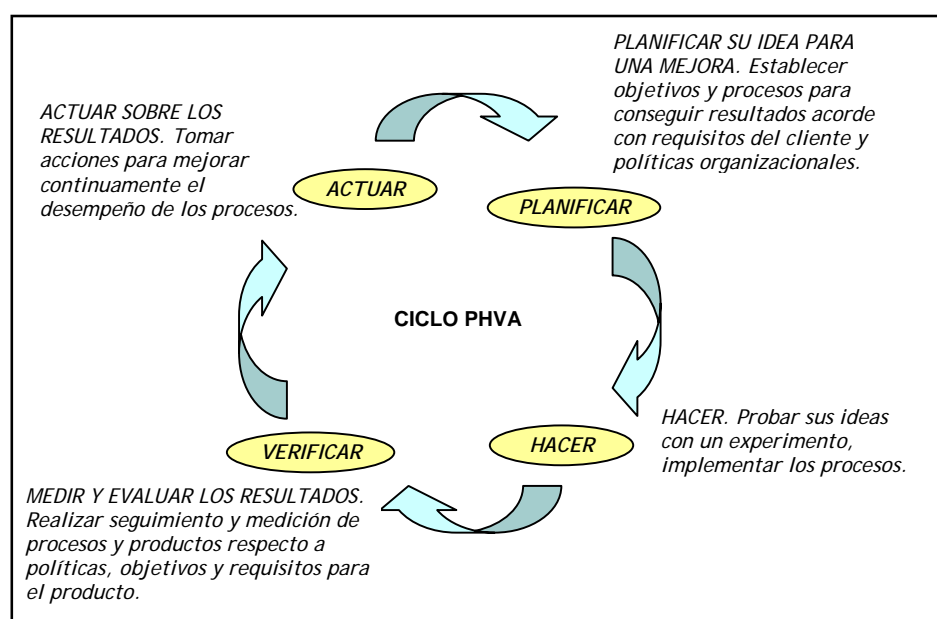 PLANIFICAR SU IDEA PARA
UNA MEJORA. Establecer
objetivos y procesos para
conseguir resultados acorde
con requisitos del cliente y
políticas organizacionales.
ACTUAR SOBRE LOS
RESULTADOS. Tomar
acciones para mejorar
continuamente el
desempeño de los procesos.
ACTUAR
PLANIFICAR
CICLO PHVA
HACER. Probar sus ideas
con un experimento,
implementar los procesos.
VERIFICAR
HACER
MEDIR Y EVALUAR LOS RESULTADOS.
Realizar seguimiento y medición de
procesos y productos respecto a
políticas, objetivos y requisitos para
el producto.